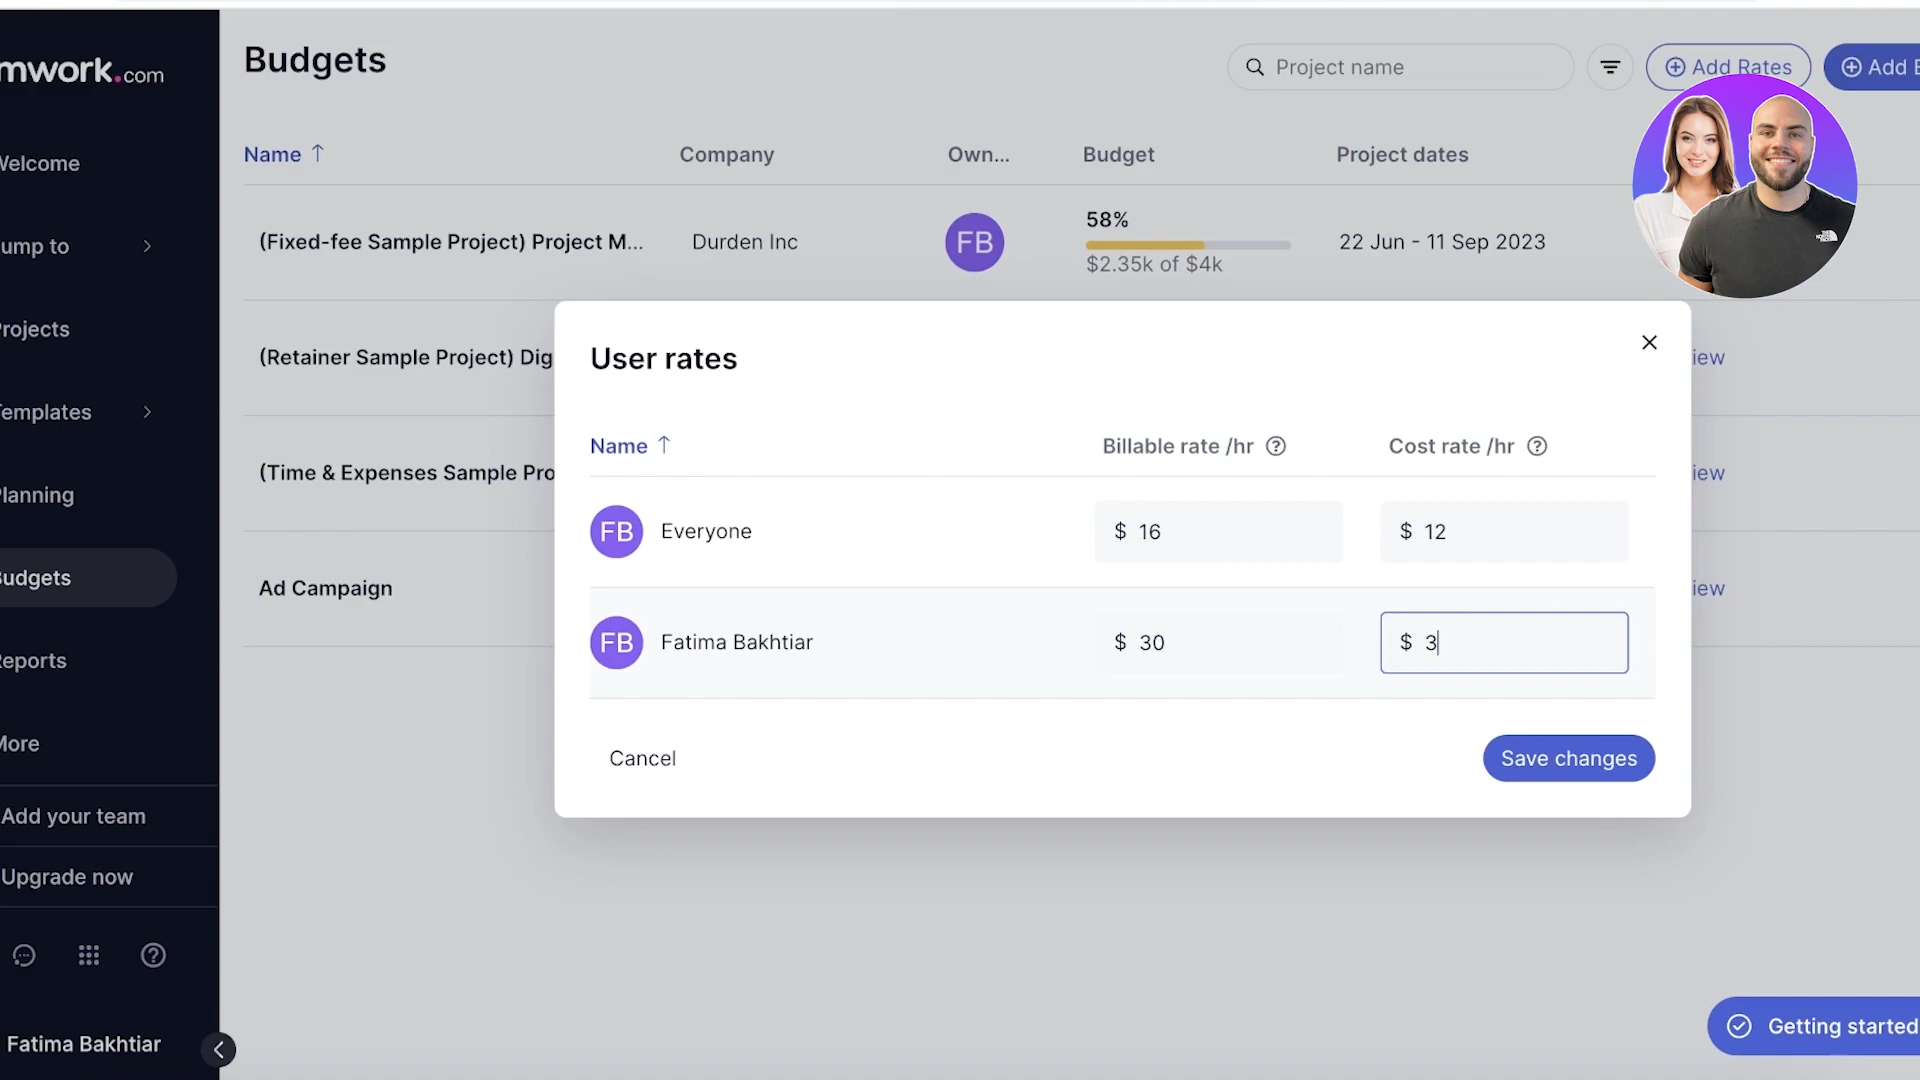 mwork.com
Budgets
Project name
Add Rates
Add
Name ↑
Company
Own...
Budget
Project dates
Welcome
ump to
rojects
emplates
lanning
udgets
eports
More
Add your team
Upgrade now
Fatima Bakhtiar
(Fixed-fee Sample Project) Project M...
Durden Inc
FB
58%
$2.35k of $4k
22 Jun - 11 Sep 2023
(Retainer Sample Project) Dig
iew
(Time & Expenses Sample Pro
iew
Ad Campaign
iew
User rates
Name ↑
Billable rate /hr
Cost rate /hr
FB
Everyone
$ 16
$ 12
FB
Fatima Bakhtiar
$ 30
$ 3
Cancel
Save changes
Getting started